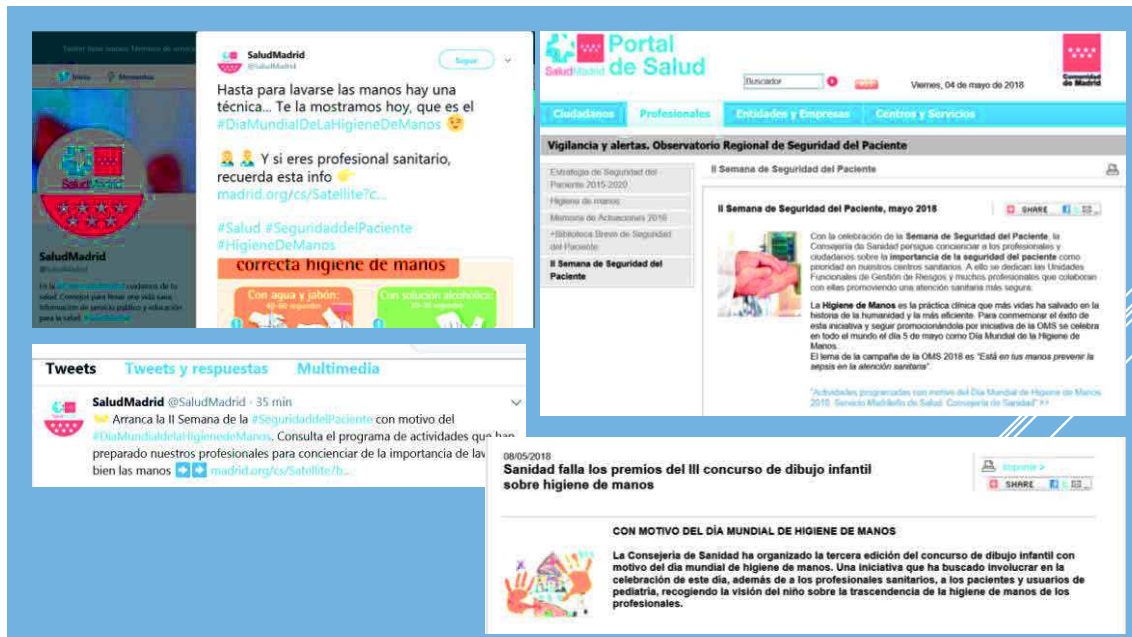 Inicio Momentos
SaludMadrid
SaludMadrid
@SaludMadrid
SaludMadrid
@SaludMadrid
Seguir
Hasta para lavarse las manos hay una
técnica... Te la mostramos hoy, que es el
#DiaMundialDeLaHigieneDeManos
Y si eres profesional sanitario,
recuerda esta info
madrid.org/cs/Satellite?c...
#Salud #SeguridaddelPaciente
#HigieneDeManos
correcta higiene de manos
Con agua y jabón:
40-60 segundos
Con solución alcohólica:
20-30 segundos
Portal
de Salud
SaludMadrid
Buscador
Viernes, 04 de mayo de 2018
Comunidad
de Madrid
Ciudadanos Profesionales Entidades y Empresas Centros y Servicios
Vigilancia y alertas. Observatorio Regional de Seguridad del Paciente
Estrategia de Seguridad del
Paciente 2015-2020
Higiene de manos
Memoria de Actuaciones 2016
+Biblioteca Breve de Seguridad
del Paciente
II Semana de Seguridad del
Paciente
II Semana de Seguridad del Paciente
II Semana de Seguridad del Paciente, mayo 2018
SHARE
Con la celebración de la Semana de Seguridad del Paciente, la
Consejería de Sanidad persigue concienciar a los profesionales y
ciudadanos sobre la importancia de la seguridad del paciente como
prioridad en nuestros centros sanitarios. A ello se dedican las Unidades
Funcionales de Gestión de Riesgos y muchos profesionales que colaboran
con ellas promoviendo una atención sanitaria más segura.
La Higiene de Manos es la práctica clínica que más vidas ha salvado en la
historia de la humanidad y la más eficiente. Para conmemorar el éxito de
esta iniciativa y seguir promocionándola por iniciativa de la OMS se celebra
en todo el mundo el día 5 de mayo como Día Mundial de la Higiene de
Manos.
El lema de la campaña de la OMS 2018 es "Está en tus manos prevenir la
sepsis en la atención sanitaria".
"Actividades programadas con motivo del Día Mundial de Higiene de Manos
2018. Servicio Madrileño de Salud. Consejería de Sanidad" >>
Tweets Tweets y respuestas Multimedia
SaludMadrid @SaludMadrid · 35 min
Arranca la II Semana de la #SeguridaddelPaciente con motivo del
#DiaMundialdelaHigienedeManos. Consulta el programa de actividades que han
preparado nuestros profesionales para concienciar de la importancia de lav
bien las manos madrid.org/cs/Satellite/b...
08/05/2018
Sanidad falla los premios del III concurso de dibujo infantil
sobre higiene de manos
Imprimir >
SHARE
CON MOTIVO DEL DÍA MUNDIAL DE HIGIENE DE MANOS
La Consejería de Sanidad ha organizado la tercera edición del concurso de dibujo infantil con
motivo del día mundial de higiene de manos. Una iniciativa que ha buscado involucrar en la
celebración de este día, además de a los profesionales sanitarios, a los pacientes y usuarios de
pediatría, recogiendo la visión del niño sobre la trascendencia de la higiene de manos de los
profesionales.